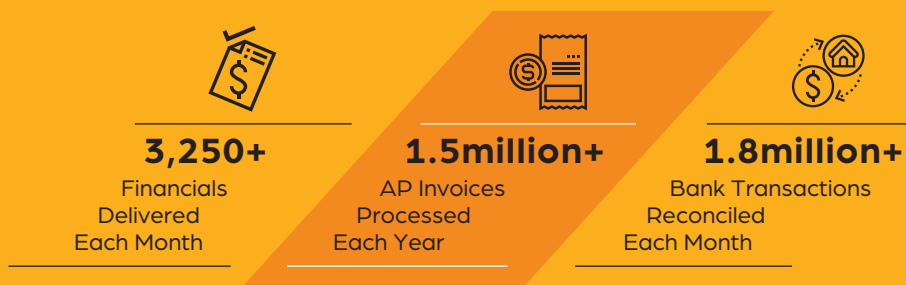 3,250+
Financials
Delivered
Each Month
1.5million+
AP Invoices
Processed
Each Year
1.8million+
Bank Transactions
Reconciled
Each Month